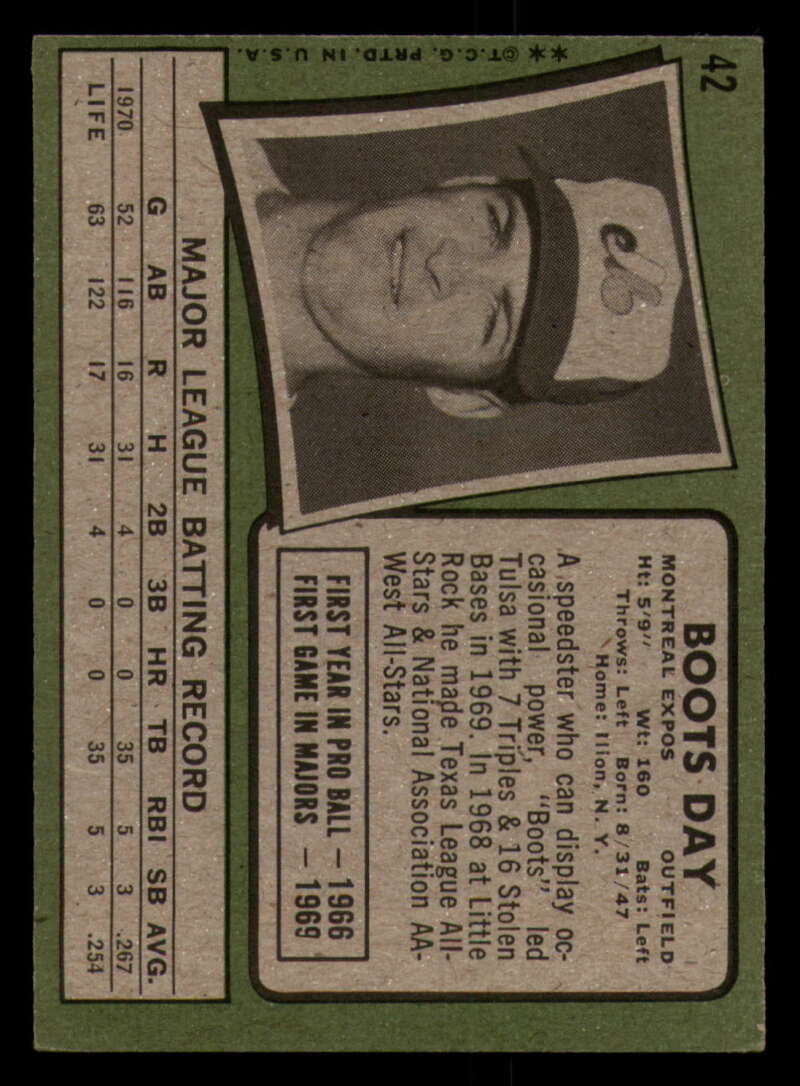 42
**©T.C.G. PRTD. IN U.S.A.
BOOTS DAY
MONTREAL EXPOS OUTFIELD
Ht: 5'9" Wt: 160 Bats: Left
Throws: Left Born: 8/31/47
Home: Ilion, N. Y.
A speedster who can display oc-
casional power, "Boots" led
Tulsa with 7 Triples & 16 Stolen
Bases in 1969. In 1968 at Little
Rock he made Texas League All-
Stars & National Association AA-
West All-Stars.
FIRST YEAR IN PRO BALL — 1966
FIRST GAME IN MAJORS — 1969
MAJOR LEAGUE BATTING RECORD
G AB R H 2B 3B HR TB RBI SB AVG.
1970 52 116 16 31 4 0 0 35 5 3 .267
LIFE 63 122 17 31 4 0 0 35 5 3 .254